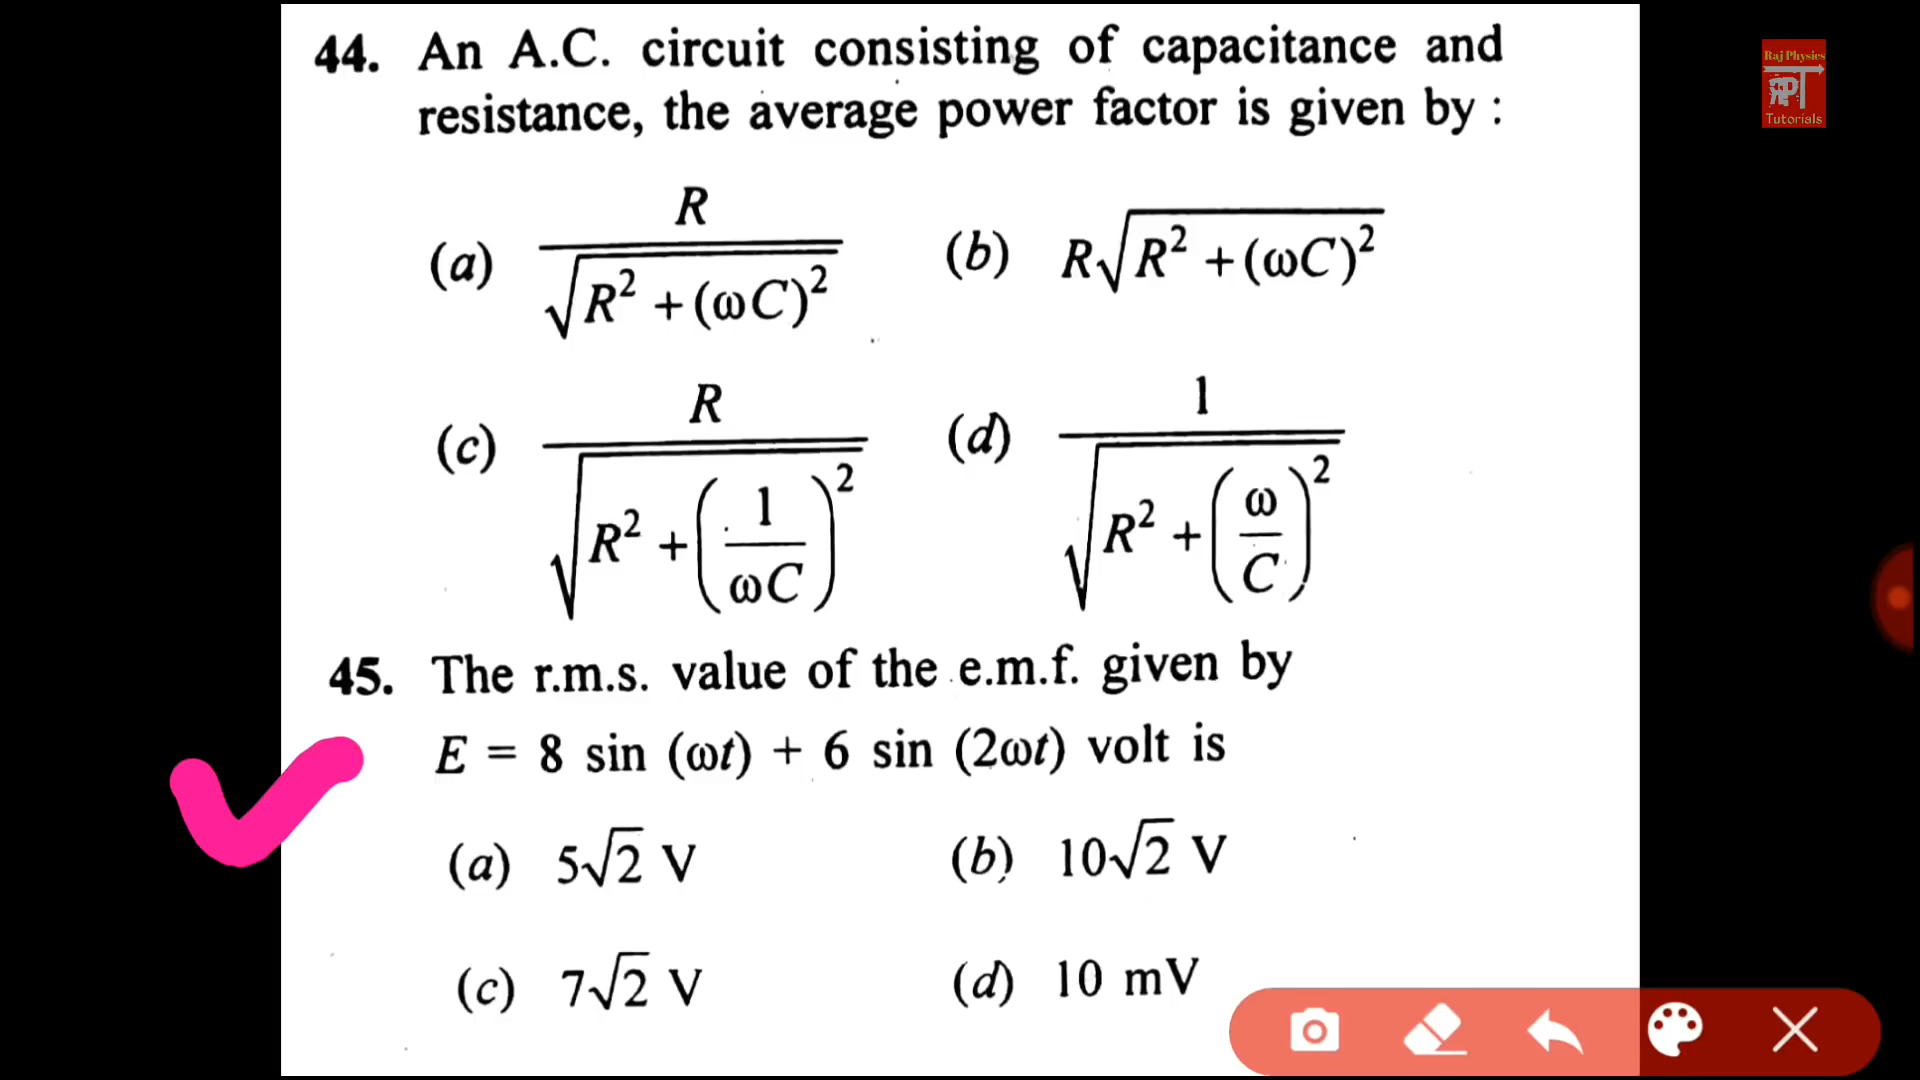 44. An A.C. circuit consisting of capacitance and
resistance, the average power factor is given by :
(a) R / √(R² + (ωC)²) (b) R√(R² + (ωC)²)
(c) R / √(R² + (1/ωC)²) (d) 1 / √(R² + (ω/C)²)
45. The r.m.s. value of the e.m.f. given by
E = 8 sin (ωt) + 6 sin (2ωt) volt is
(a) 5√2 V (b) 10√2 V
(c) 7√2 V (d) 10 mV
Raj Physics
RPT
Tutorials